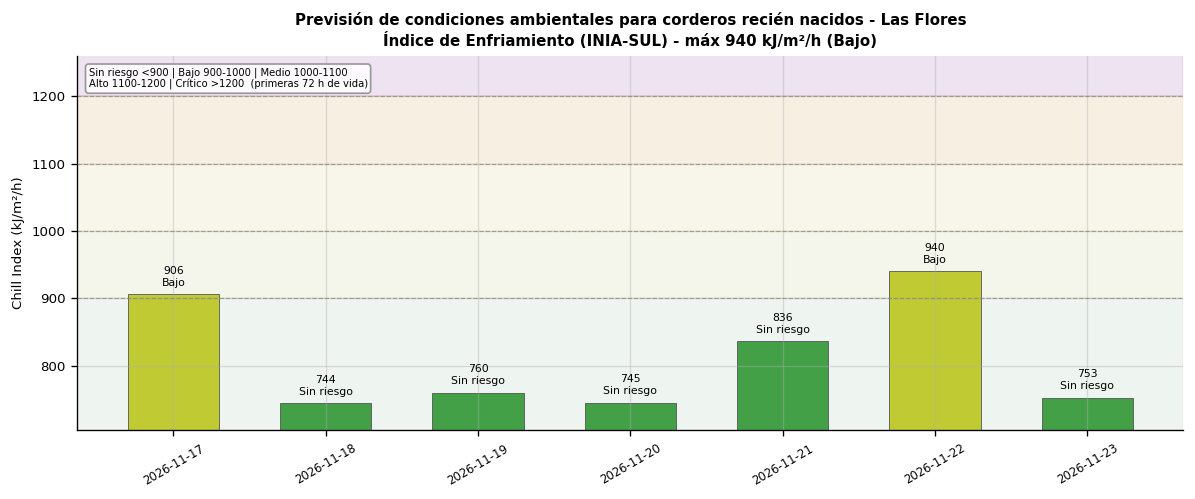 Previsión de condiciones ambientales para corderos recién nacidos - Las Flores
Índice de Enfriamiento (INIA-SUL) - máx 940 kJ/m²/h (Bajo)
Sin riesgo <900 | Bajo 900-1000 | Medio 1000-1100
Alto 1100-1200 | Crítico >1200  (primeras 72 h de vida)
Chill Index (kJ/m²/h)
1200
1100
1000
900
800
906
Bajo
744
Sin riesgo
760
Sin riesgo
745
Sin riesgo
836
Sin riesgo
940
Bajo
753
Sin riesgo
2026-11-17
2026-11-18
2026-11-19
2026-11-20
2026-11-21
2026-11-22
2026-11-23